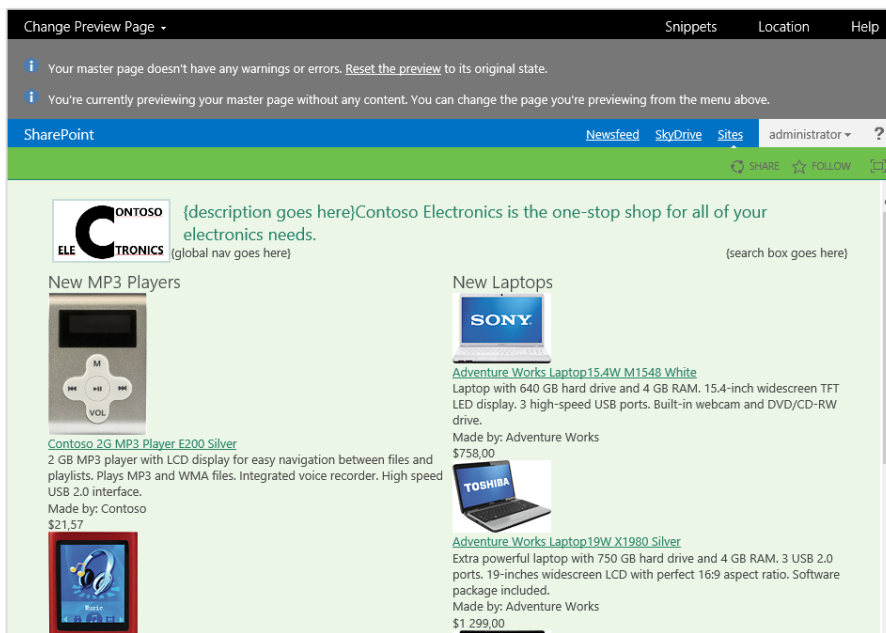 Change Preview Page
Snippets
Location
Help
Your master page doesn't have any warnings or errors. Reset the preview to its original state.
You're currently previewing your master page without any content. You can change the page you're previewing from the menu above.
SharePoint
Newsfeed
SkyDrive
Sites
administrator
?
SHARE
FOLLOW
CONTOSO
ELECTRONICS
{description goes here}Contoso Electronics is the one-stop shop for all of your
electronics needs.
{global nav goes here}
{search box goes here}
New MP3 Players
M
VOL
Contoso 2G MP3 Player E200 Silver
2 GB MP3 player with LCD display for easy navigation between files and
playlists. Plays MP3 and WMA files. Integrated voice recorder. High speed
USB 2.0 interface.
Made by: Contoso
$21,57
Music
New Laptops
SONY
Adventure Works Laptop15.4W M1548 White
Laptop with 640 GB hard drive and 4 GB RAM. 15.4-inch widescreen TFT
LED display. 3 high-speed USB ports. Built-in webcam and DVD/CD-RW
drive.
Made by: Adventure Works
$758,00
TOSHIBA
Adventure Works Laptop19W X1980 Silver
Extra powerful laptop with 750 GB hard drive and 4 GB RAM. 3 USB 2.0
ports. 19-inches widescreen LCD with perfect 16:9 aspect ratio. Software
package included.
Made by: Adventure Works
$1 299,00